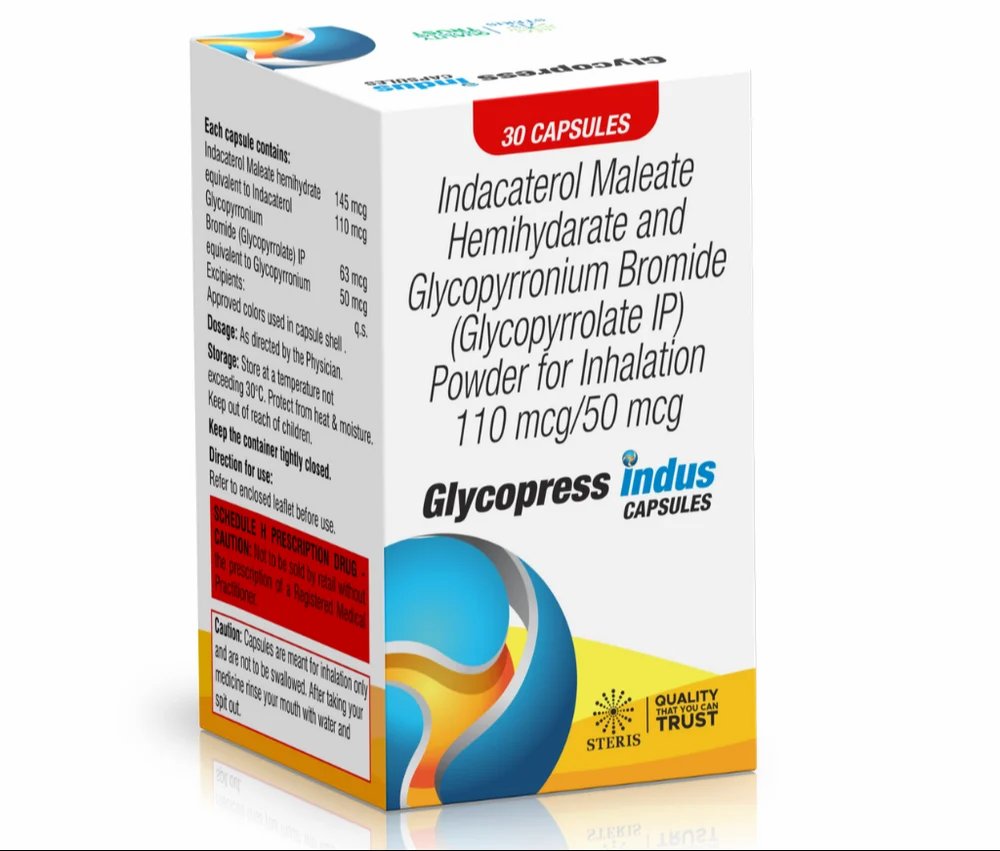 Glycopress indus
CAPSULES
30 CAPSULES
Indacaterol Maleate
Hemihydarate and
Glycopyrronium Bromide
(Glycopyrrolate IP)
Powder for Inhalation
110 mcg/50 mcg
Glycopress indus
CAPSULES
STERIS
QUALITY
THAT YOU CAN
TRUST
Each capsule contains:
Indacaterol Maleate hemihydrate 145 mcg
equivalent to Indacaterol 110 mcg
Glycopyrronium
Bromide (Glycopyrrolate) IP 63 mcg
equivalent to Glycopyrronium 50 mcg
Excipients: q.s.
Approved colors used in capsule shell .
Dosage: As directed by the Physician.
Storage: Store at a temperature not
exceeding 30°C. Protect from heat & moisture.
Keep out of reach of children.
Keep the container tightly closed.
Direction for use:
Refer to enclosed leaflet before use.
SCHEDULE H PRESCRIPTION DRUG -
CAUTION: Not to be sold by retail without
the prescription of a Registered Medical
Practitioner.
Caution: Capsules are meant for inhalation only
and are not to be swallowed. After taking your
medicine rinse your mouth with water and
spit out.